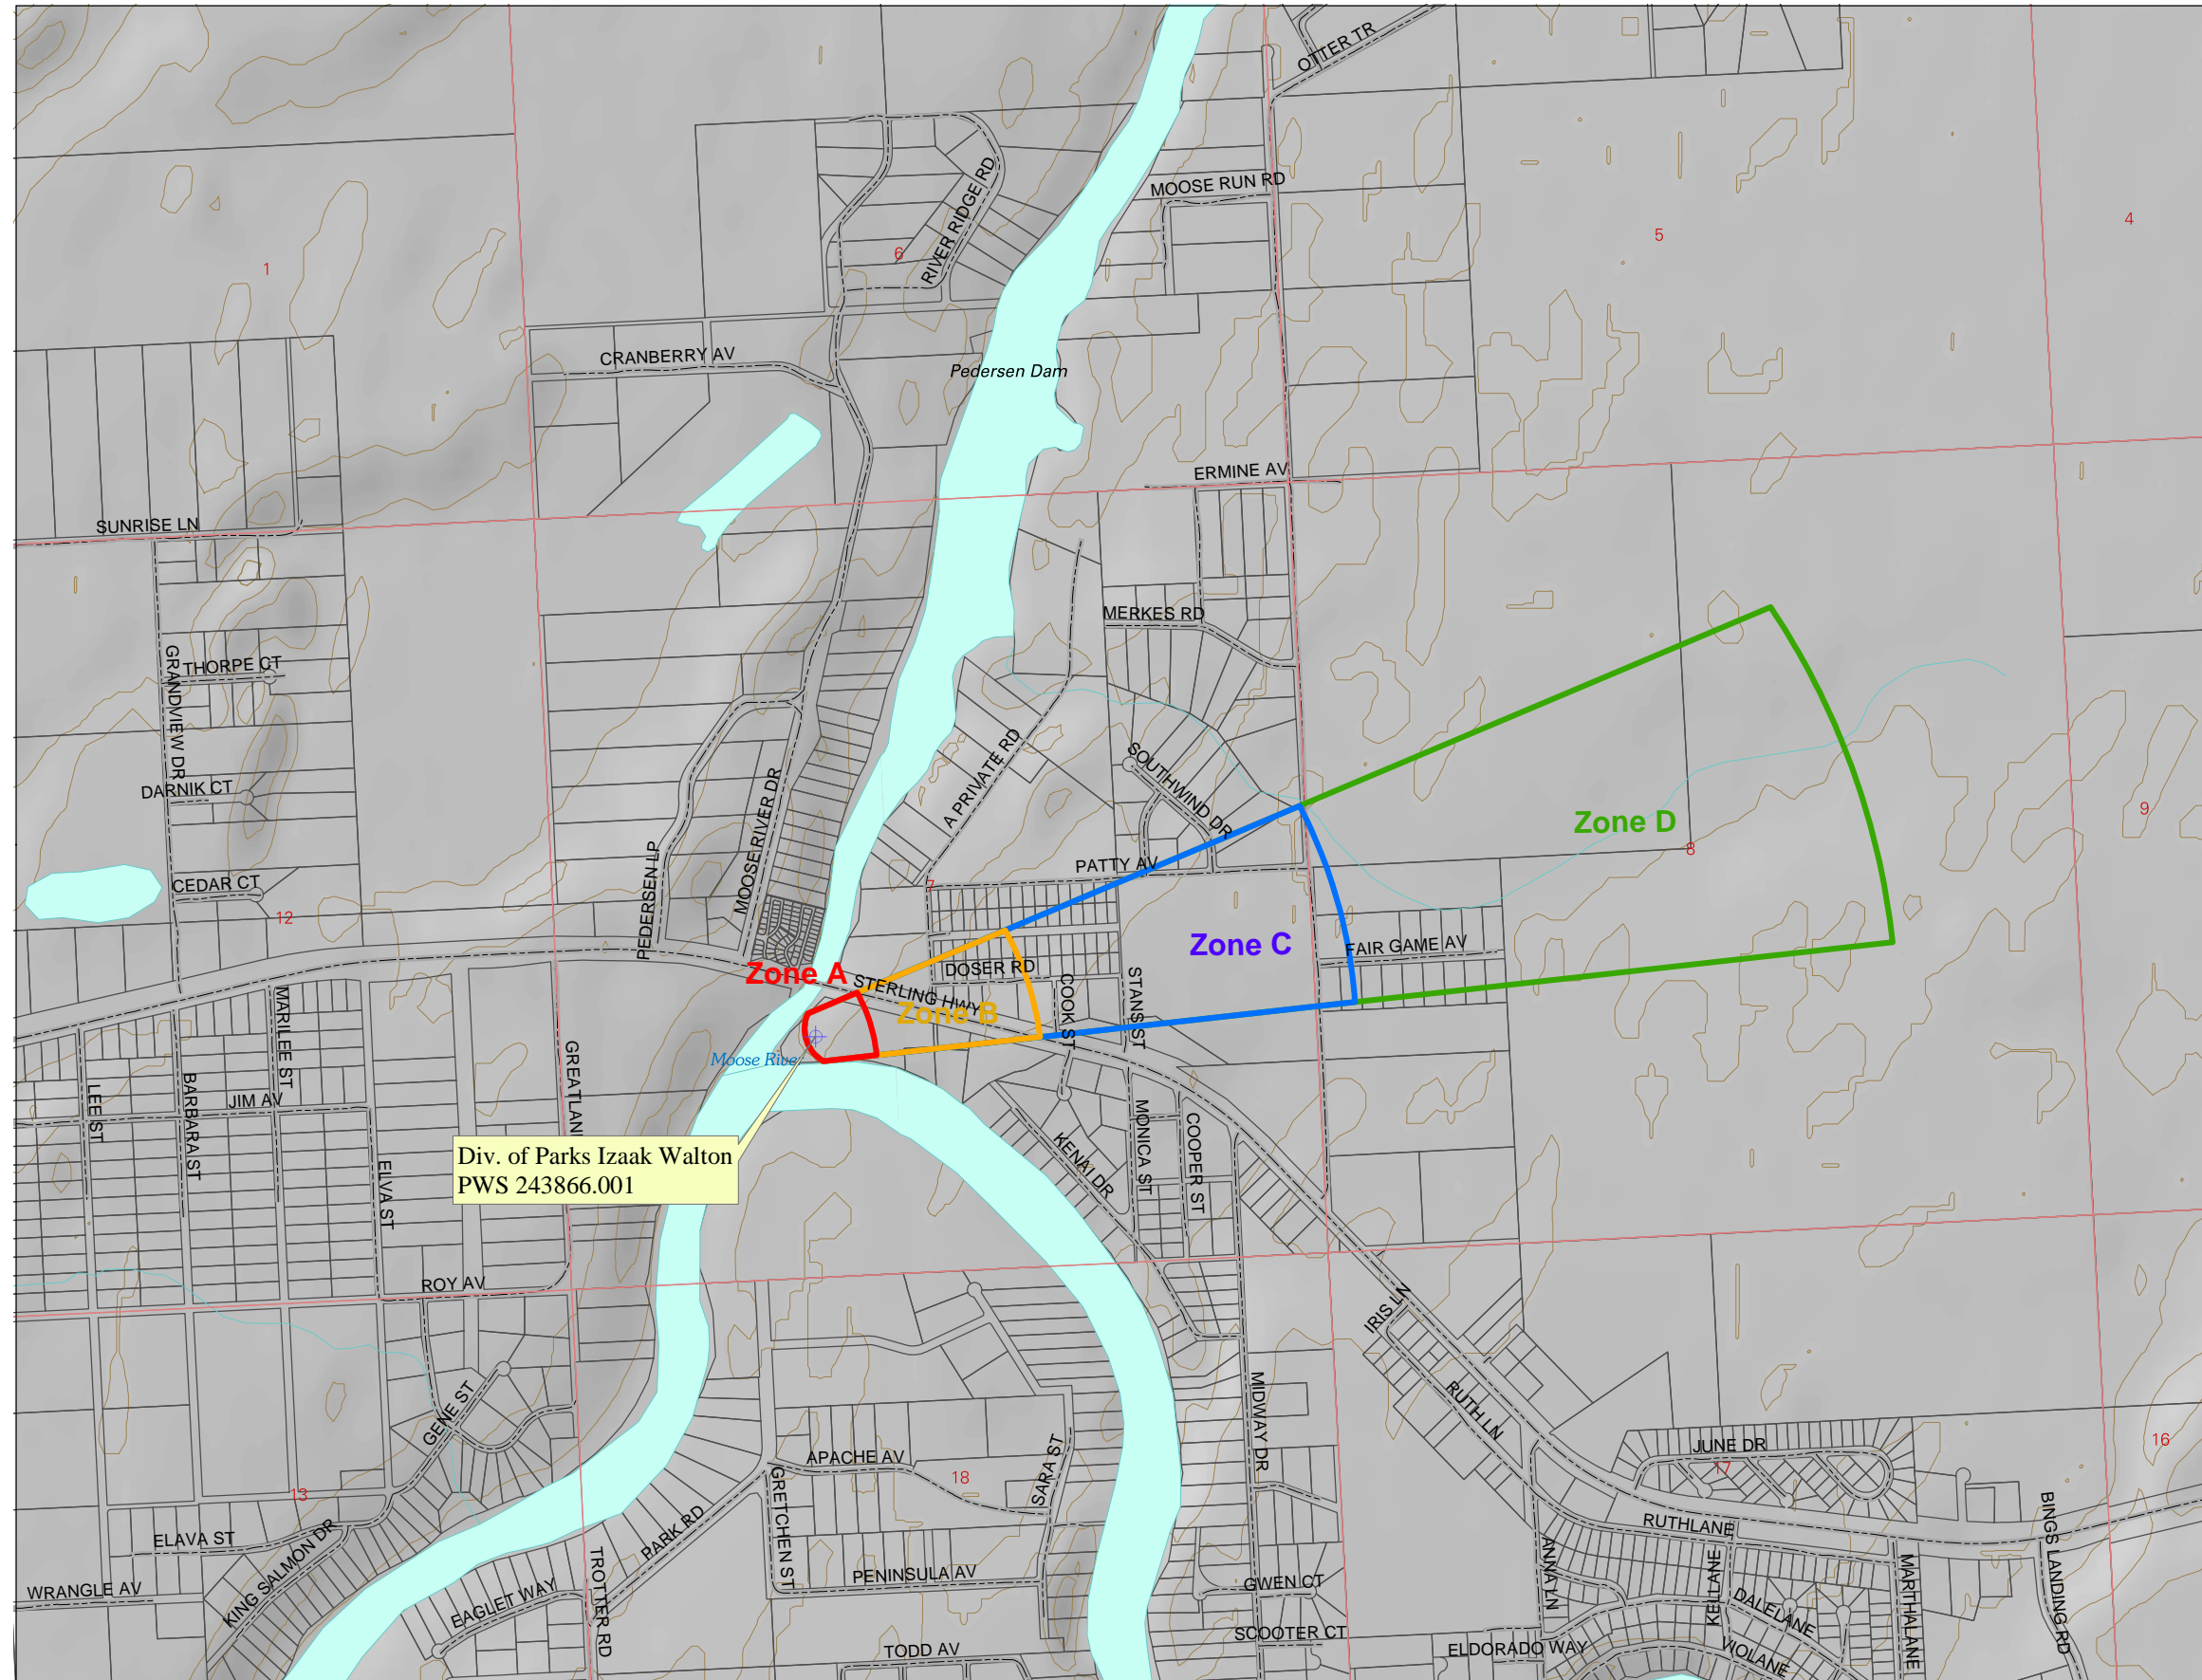 OTTER TR
MOOSE RUN RD
RIVER RIDGE RD
4
5
6
1
CRANBERRY AV
Pedersen Dam
ERMINE AV
SUNRISE LN
MERKES RD
THORPE CT
GRANDVIEW DR
DARNIK CT
CEDAR CT
12
PEDERSEN LP
MOOSE RIVER DR
A PRIVATE RD
SOUTHWIND DR
PATTY AV
7
Zone D
8
9
Zone C
FAIR GAME AV
Zone A
STERLING HWY
DOSER RD
Zone B
COOK ST
STANS ST
Moose Rive
MARILEE ST
LEE ST
BARBARA ST
JIM AV
ELVA ST
GREATLAN
Div. of Parks Izaak Walton
PWS 243866.001
KENAI DR
MONICA ST
COOPER ST
ROY AV
IRIS LN
RUTH LN
MIDWAY DR
GENE ST
APACHE AV
SARA ST
18
13
GRETCHEN ST
PARK RD
JUNE DR
17
16
ELAVA ST
KING SALMON DR
WRANGLE AV
EAGLET WAY
TROTTER RD
PENINSULA AV
GWEN CT
SCOOTER CT
TODD AV
RUTHLANE
ANNA LN
KELLANE
DALELANE
VIOLANE
MARTHALANE
BINGS LANDING RD
ELDORADO WAY